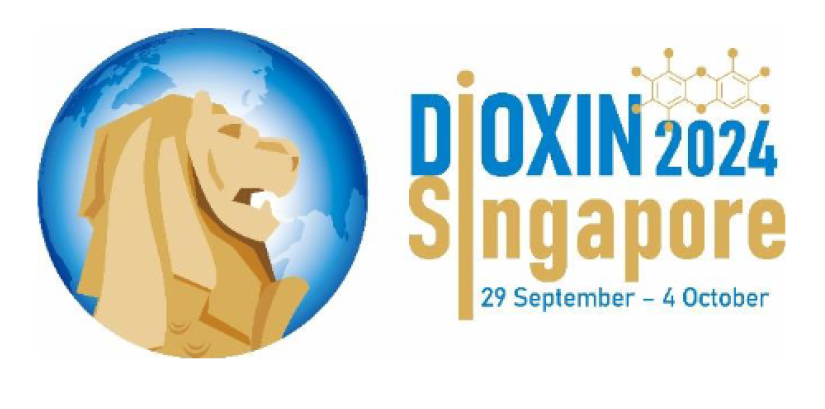 DiOXIN 2024
Singapore
29 September – 4 October